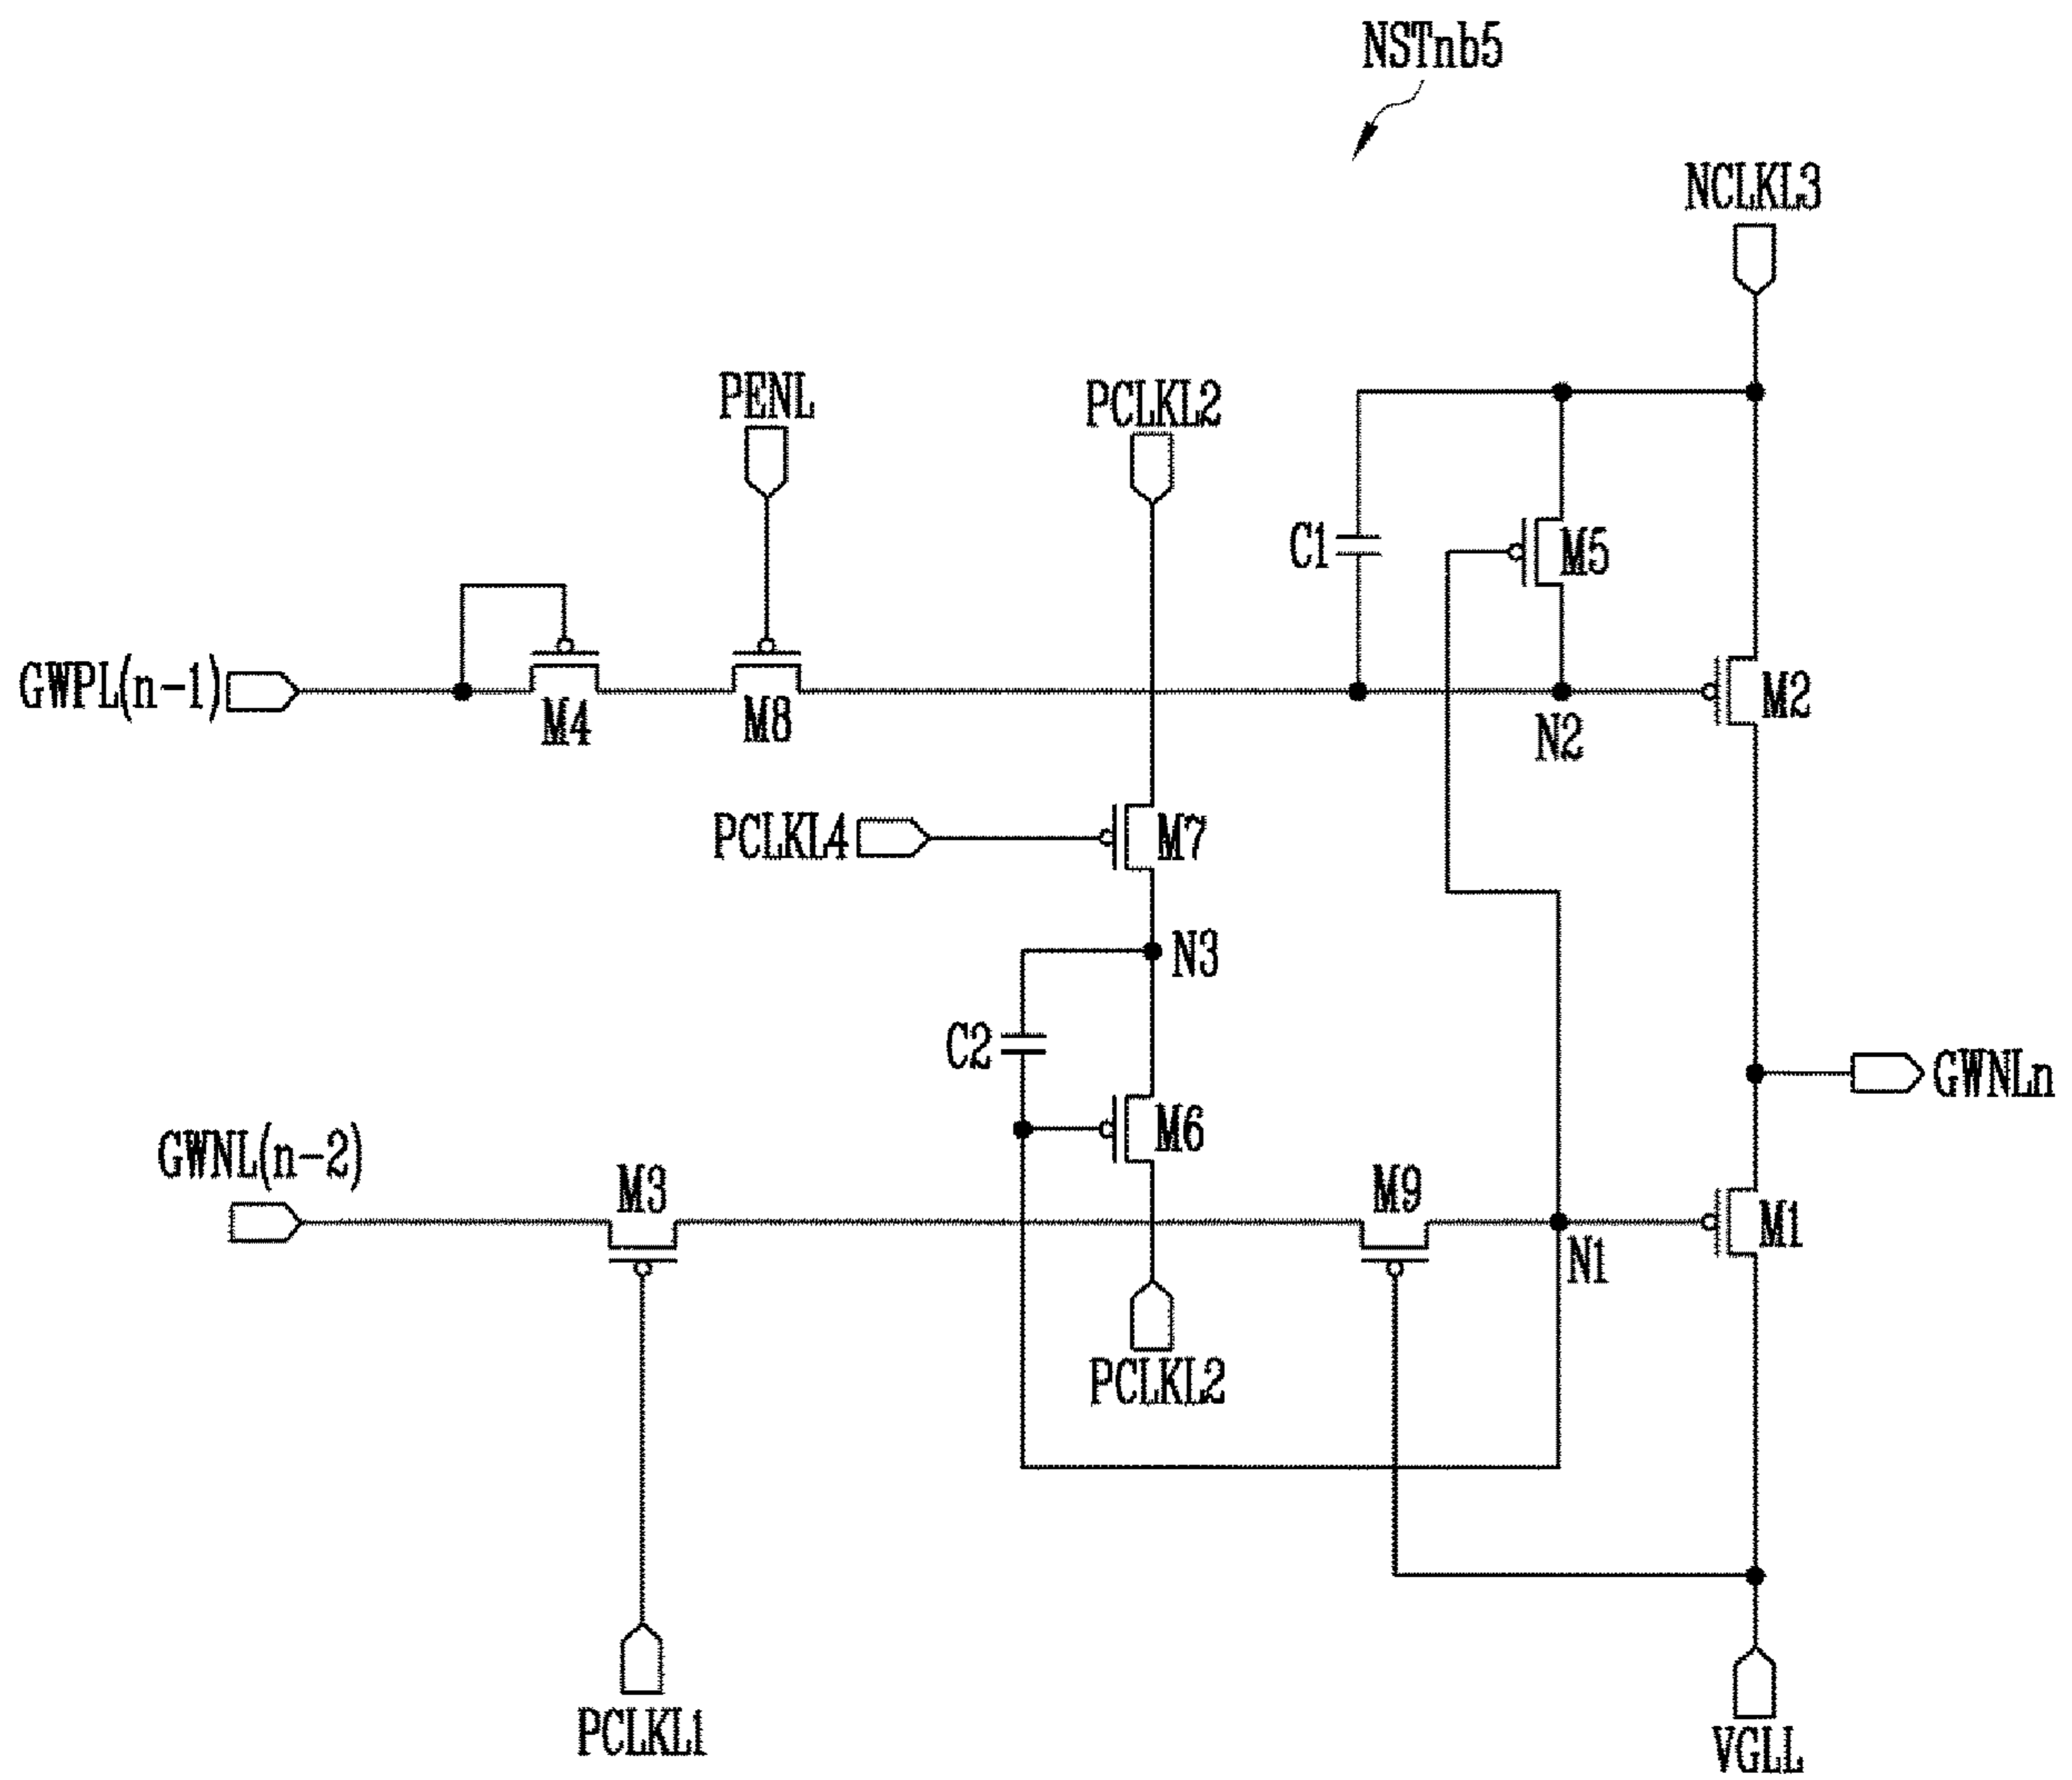 NSTnb5
NCLKL3
PENL
PCLKL2
C1
M5
GWPL(n-1)
M4
M8
N2
M2
PCLKL4
M7
N3
C2
M6
GWNLn
GWNL(n-2)
M3
M9
N1
M1
PCLKL2
PCLKL1
VGLL